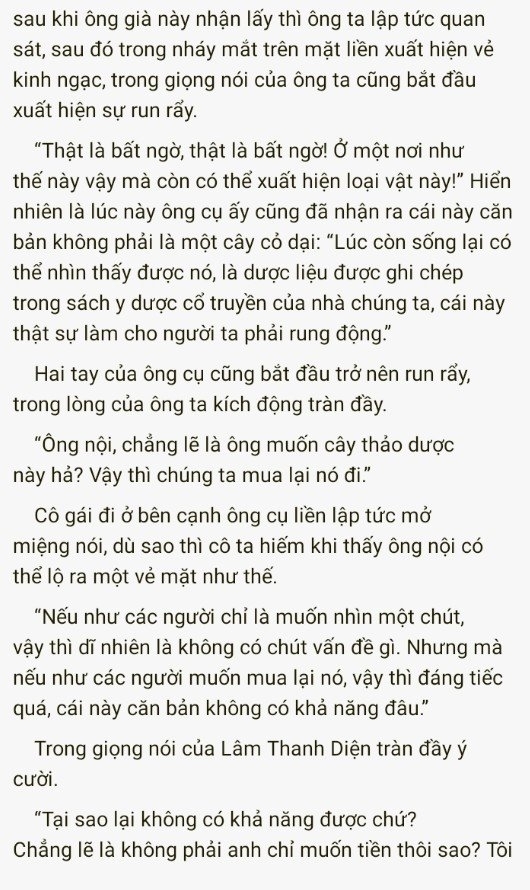 sau khi ông già này nhận lấy thì ông ta lập tức quan
sát, sau đó trong nháy mắt trên mặt liền xuất hiện vẻ
kinh ngạc, trong giọng nói của ông ta cũng bắt đầu
xuất hiện sự run rẩy.
“Thật là bất ngờ, thật là bất ngờ! Ở một nơi như
thế này vậy mà còn có thể xuất hiện loại vật này!” Hiển
nhiên là lúc này ông cụ ấy cũng đã nhận ra cái này căn
bản không phải là một cây cỏ dại: “Lúc còn sống lại có
thể nhìn thấy được nó, là dược liệu được ghi chép
trong sách y dược cổ truyền của nhà chúng ta, cái này
thật sự làm cho người ta phải rung động.”
Hai tay của ông cụ cũng bắt đầu trở nên run rẩy,
trong lòng của ông ta kích động tràn đầy.
“Ông nội, chẳng lẽ là ông muốn cây thảo dược
này hả? Vậy thì chúng ta mua lại nó đi.”
Cô gái đi ở bên cạnh ông cụ liền lập tức mở
miệng nói, dù sao thì cô ta hiếm khi thấy ông nội có
thể lộ ra một vẻ mặt như thế.
“Nếu như các người chỉ là muốn nhìn một chút,
vậy thì dĩ nhiên là không có chút vấn đề gì. Nhưng mà
nếu như các người muốn mua lại nó, vậy thì đáng tiếc
quá, cái này căn bản không có khả năng đâu.”
Trong giọng nói của Lâm Thanh Diện tràn đầy ý
cười.
“Tại sao lại không có khả năng được chứ?
Chẳng lẽ là không phải anh chỉ muốn tiền thôi sao? Tôi